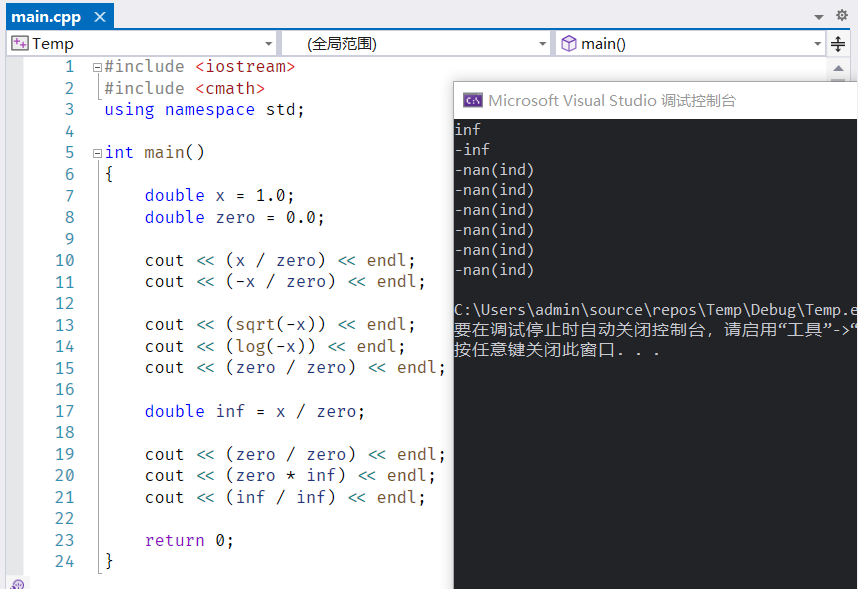 main.cpp
Temp
(全局范围)
main()
1 #include <iostream>
2 #include <cmath>
3 using namespace std;
4
5 int main()
6 {
7 double x = 1.0;
8 double zero = 0.0;
9
10 cout << (x / zero) << endl;
11 cout << (-x / zero) << endl;
12
13 cout << (sqrt(-x)) << endl;
14 cout << (log(-x)) << endl;
15 cout << (zero / zero) << endl;
16
17 double inf = x / zero;
18
19 cout << (zero / zero) << endl;
20 cout << (zero * inf) << endl;
21 cout << (inf / inf) << endl;
22
23 return 0;
24 }
Microsoft Visual Studio 调试控制台
inf
-inf
-nan(ind)
-nan(ind)
-nan(ind)
-nan(ind)
-nan(ind)
-nan(ind)
C:\Users\admin\source\repos\Temp\Debug\Temp.e
要在调试停止时自动关闭控制台，请启用“工具”->“
按任意键关闭此窗口. . .